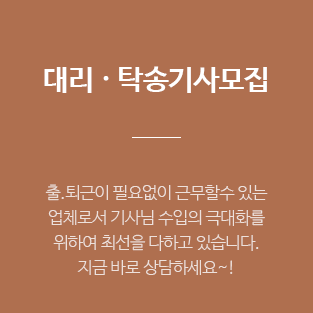 대리 · 탁송기사모집
출.퇴근이 필요없이 근무할수 있는
업체로서 기사님 수입의 극대화를
위하여 최선을 다하고 있습니다.
지금 바로 상담하세요~!